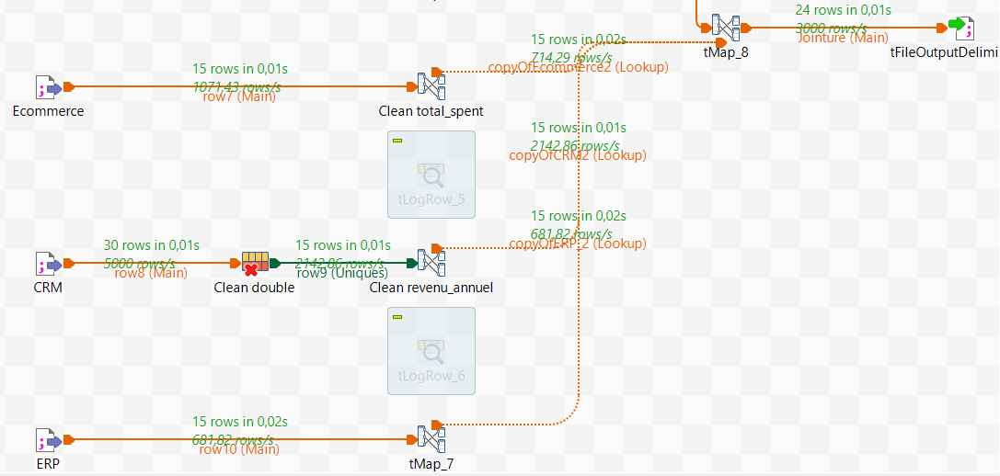 24 rows in 0,01s
3000 rows/s
Jointure (Main)
tMap_8
tFileOutputDelimi
15 rows in 0,02s
714,29 rows/s
copyOfEcommerce2 (Lookup)
15 rows in 0,01s
1071,43 rows/s
row7 (Main)
Ecommerce
Clean total_spent
15 rows in 0,01s
2142,86 rows/s
copyOfCRM2 (Lookup)
tLogRow_5
15 rows in 0,02s
681,82 rows/s
copyOfERP_2 (Lookup)
30 rows in 0,01s
5000 rows/s
row8 (Main)
15 rows in 0,01s
2142,86 rows/s
row9 (Uniques)
CRM
Clean double
Clean revenu_annuel
tLogRow_6
15 rows in 0,02s
681,82 rows/s
row10 (Main)
ERP
tMap_7